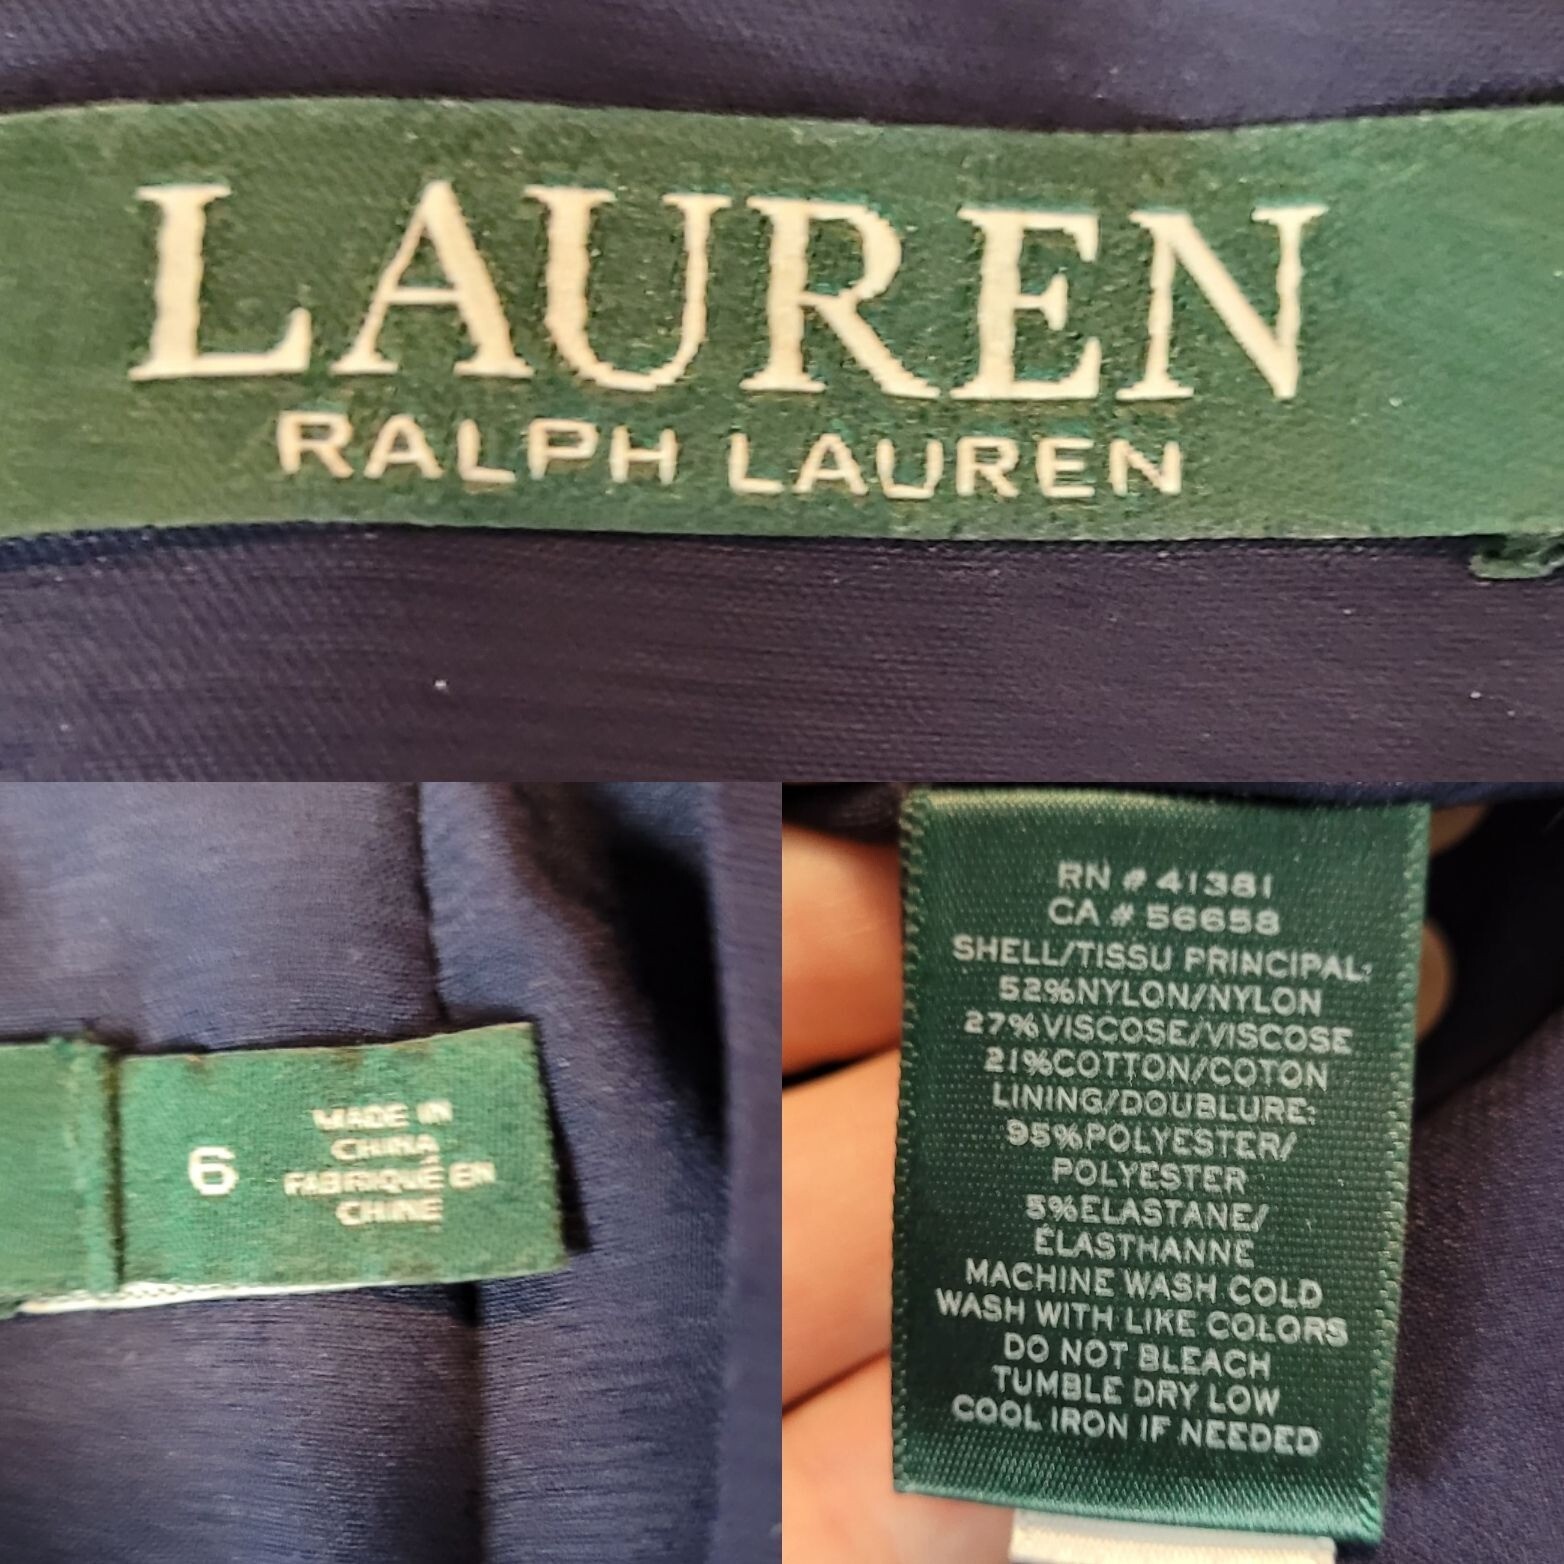 LAUREN
RALPH LAUREN
6
MADE IN
CHINA
FABRIQUÉ EN
CHINE
RN # 41381
CA # 56658
SHELL/TISSU PRINCIPAL:
52%NYLON/NYLON
27%VISCOSE/VISCOSE
21%COTTON/COTON
LINING/DOUBLURE:
95%POLYESTER/
POLYESTER
5%ELASTANE/
ÉLASTHANNE
MACHINE WASH COLD
WASH WITH LIKE COLORS
DO NOT BLEACH
TUMBLE DRY LOW
COOL IRON IF NEEDED